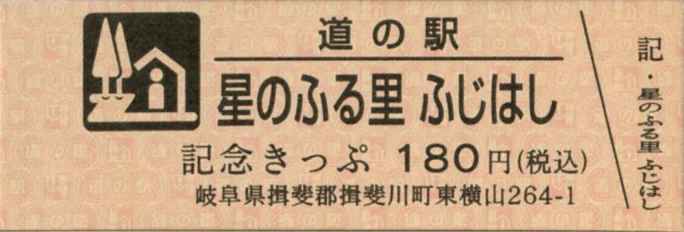 道の駅
星のふる里 ふじはし
記念きっぷ 180円(税込)
岐阜県揖斐郡揖斐川町東横山264-1
記・星のふる里 ふじはし